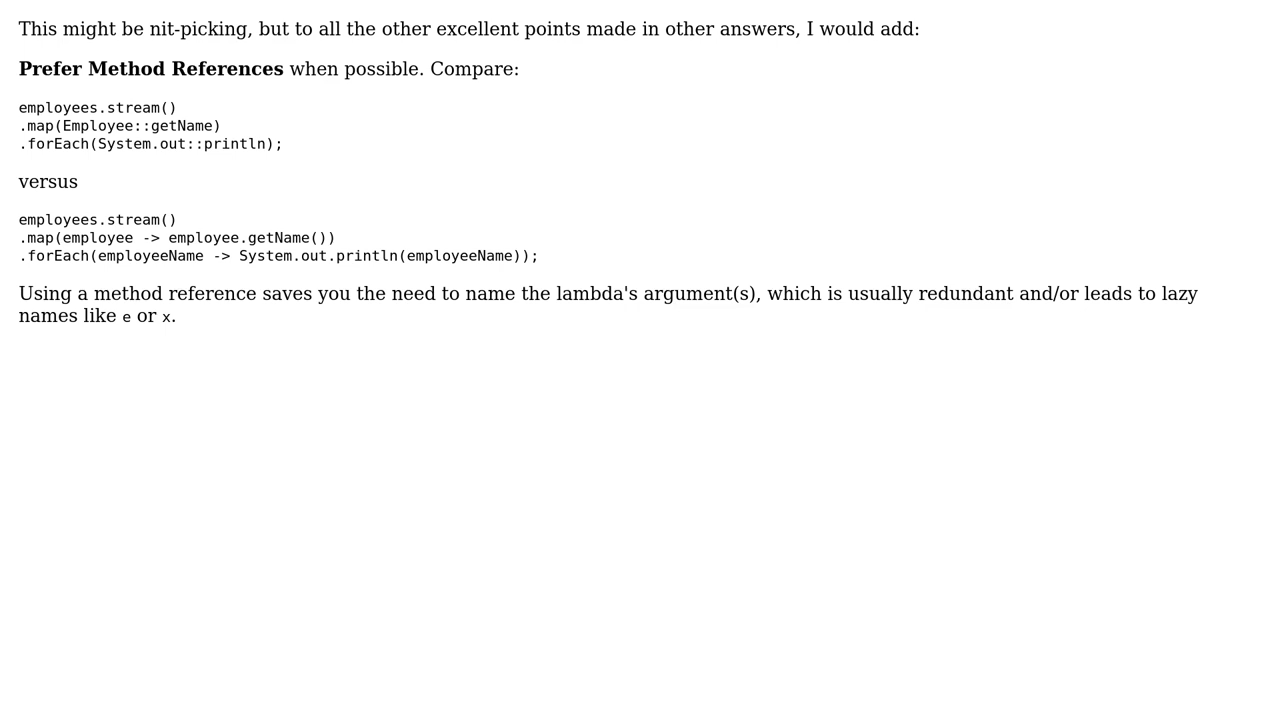 This might be nit-picking, but to all the other excellent points made in other answers, I would add:
Prefer Method References when possible. Compare:
employees.stream()
.map(Employee::getName)
.forEach(System.out::println);
versus
employees.stream()
.map(employee -> employee.getName())
.forEach(employeeName -> System.out.println(employeeName));
Using a method reference saves you the need to name the lambda's argument(s), which is usually redundant and/or leads to lazy
names like e or x.